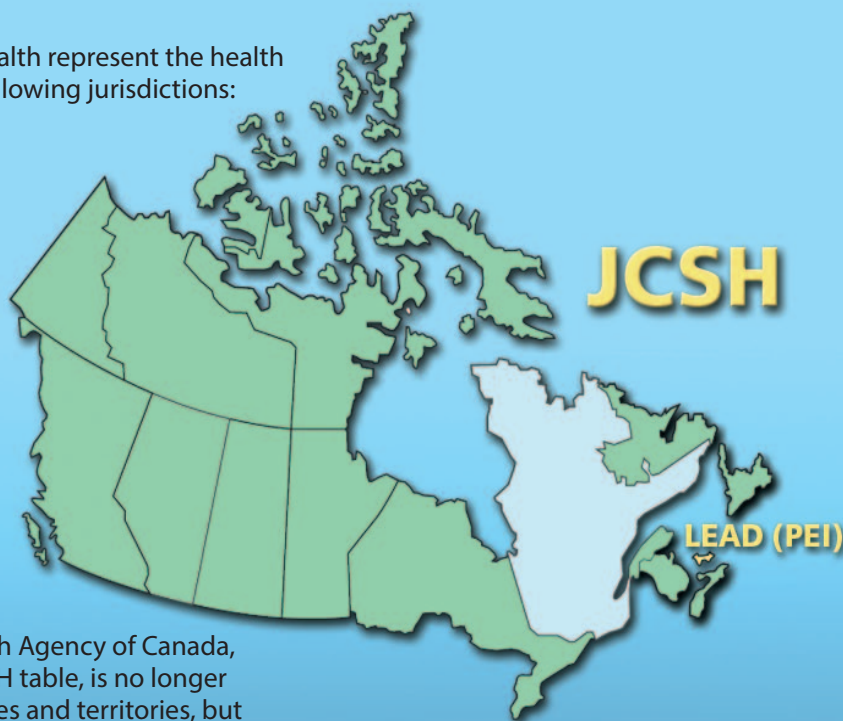 alth represent the health
lowing jurisdictions:
JCSH
LEAD (PEI)
h Agency of Canada,
H table, is no longer
es and territories, but